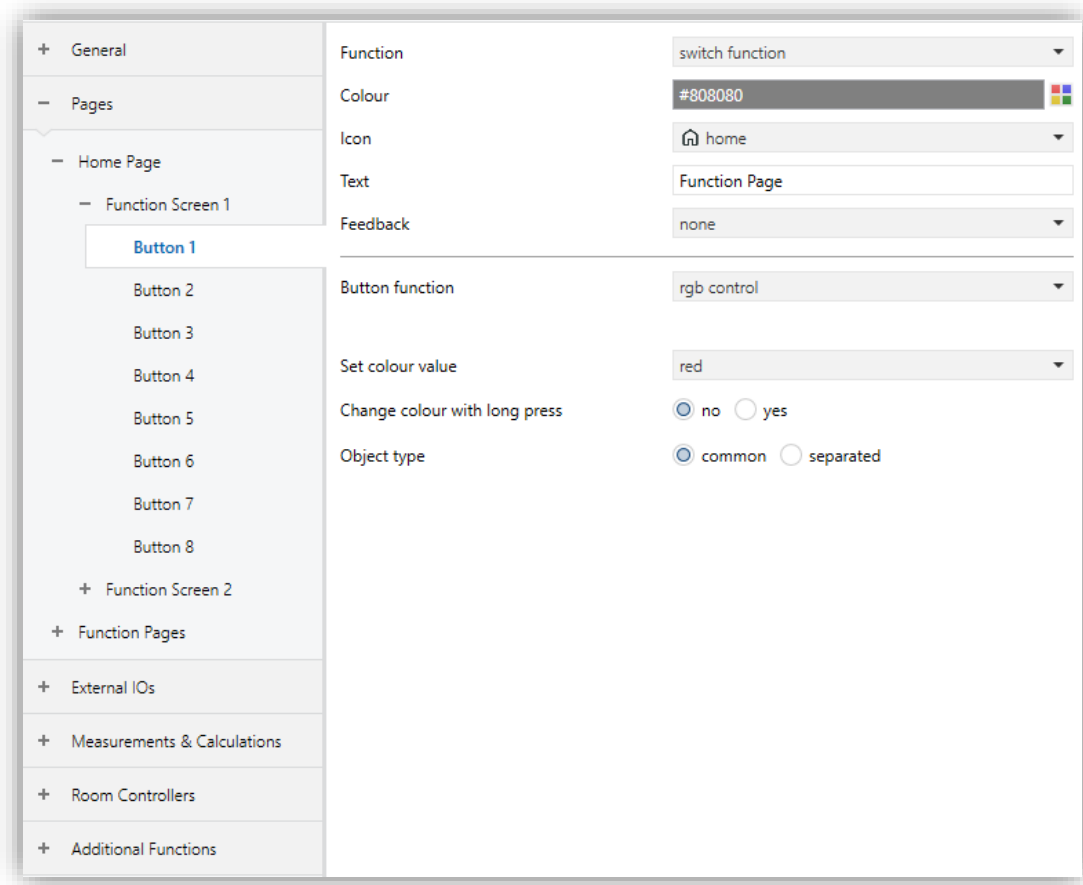 + General
− Pages
− Home Page
− Function Screen 1
Button 1
Button 2
Button 3
Button 4
Button 5
Button 6
Button 7
Button 8
+ Function Screen 2
+ Function Pages
+ External IOs
+ Measurements & Calculations
+ Room Controllers
+ Additional Functions
Function switch function
Colour #808080
Icon home
Text Function Page
Feedback none
Button function rgb control
Set colour value red
Change colour with long press no yes
Object type common separated